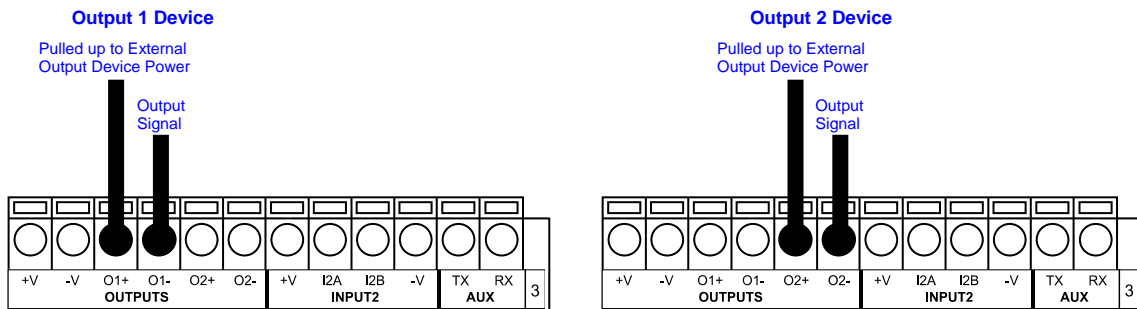 Output 1 Device
Pulled up to External
Output Device Power
Output
Signal
+V -V O1+ O1- O2+ O2- +V I2A I2B -V TX RX 3
OUTPUTS INPUT2 AUX
Output 2 Device
Pulled up to External
Output Device Power
Output
Signal
+V -V O1+ O1- O2+ O2- +V I2A I2B -V TX RX 3
OUTPUTS INPUT2 AUX